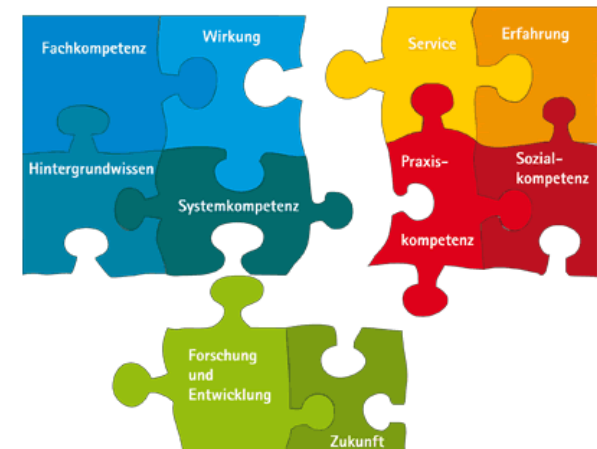 Fachkompetenz
Wirkung
Hintergrundwissen
Systemkompetenz
Service
Erfahrung
Praxis-
kompetenz
Sozial-
kompetenz
Forschung
und
Entwicklung
Zukunft